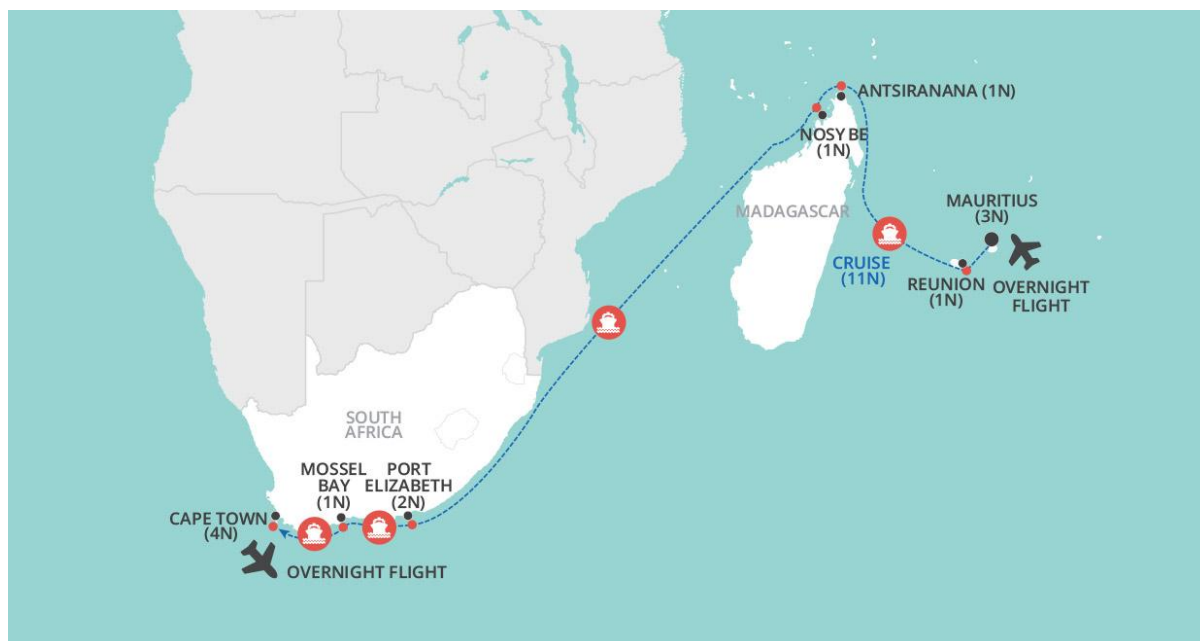 ANTSIRANANA (1N)
NOSY BE
(1N)
MADAGASCAR
MAURITIUS
(3N)
CRUISE
(11N)
REUNION
(1N)
OVERNIGHT
FLIGHT
SOUTH
AFRICA
MOSSEL
BAY
(1N)
PORT
ELIZABETH
(2N)
CAPE TOWN
(4N)
OVERNIGHT FLIGHT